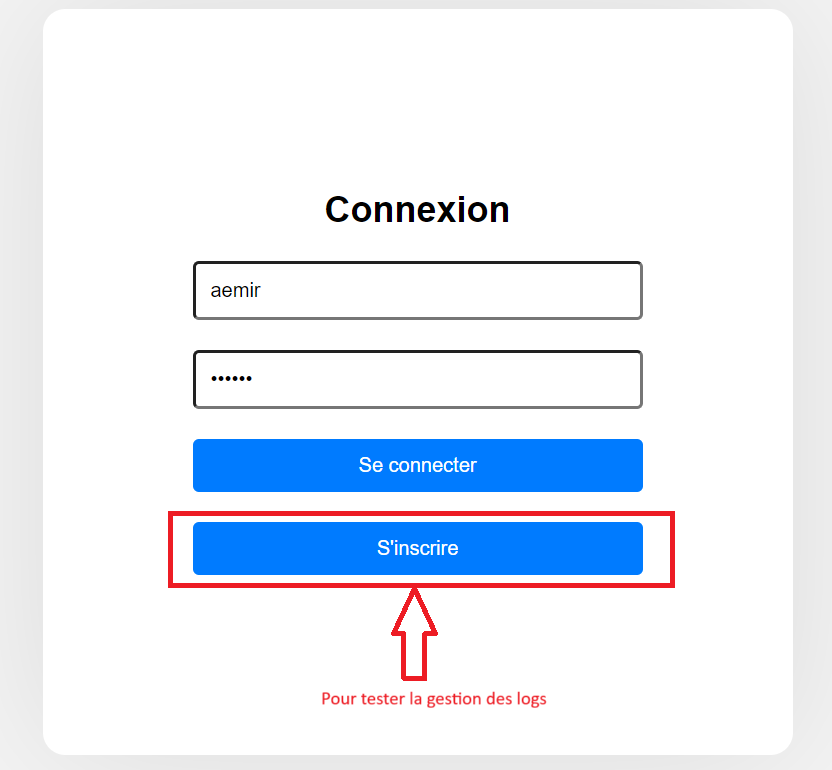 Connexion
aemir
••••••
Se connecter
S'inscrire
Pour tester la gestion des logs